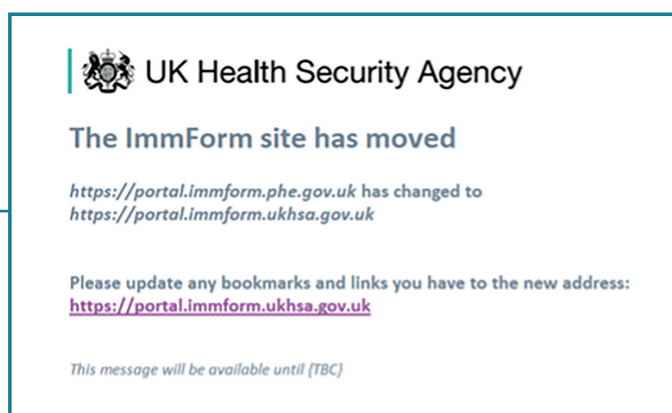 UK Health Security Agency
The ImmForm site has moved
https://portal.immform.phe.gov.uk has changed to
https://portal.immform.ukhsa.gov.uk
Please update any bookmarks and links you have to the new address:
https://portal.immform.ukhsa.gov.uk
This message will be available until {TBC}